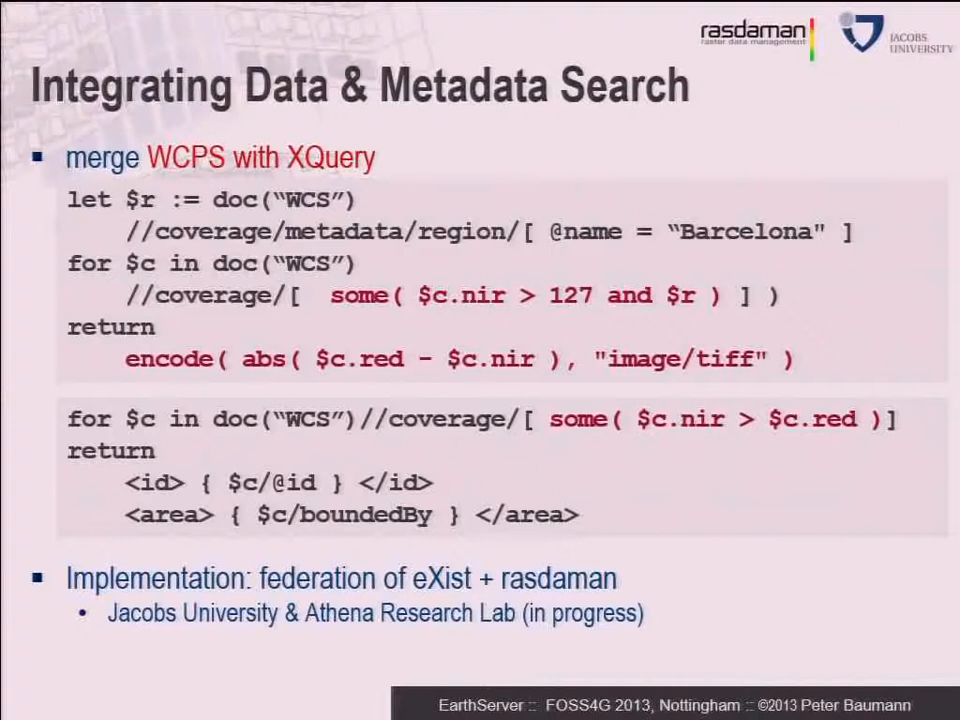 rasdaman
raster data management
JACOBS
UNIVERSITY
Integrating Data & Metadata Search
▪ merge WCPS with XQuery
let $r := doc(“WCS”)
//coverage/metadata/region/[ @name = “Barcelona" ]
for $c in doc(“WCS”)
//coverage/[ some( $c.nir > 127 and $r ) ] )
return
encode( abs( $c.red - $c.nir ), "image/tiff" )
for $c in doc(“WCS”)//coverage/[ some( $c.nir > $c.red )]
return
<id> { $c/@id } </id>
<area> { $c/boundedBy } </area>
▪ Implementation: federation of eXist + rasdaman
• Jacobs University & Athena Research Lab (in progress)
EarthServer :: FOSS4G 2013, Nottingham :: ©2013 Peter Baumann